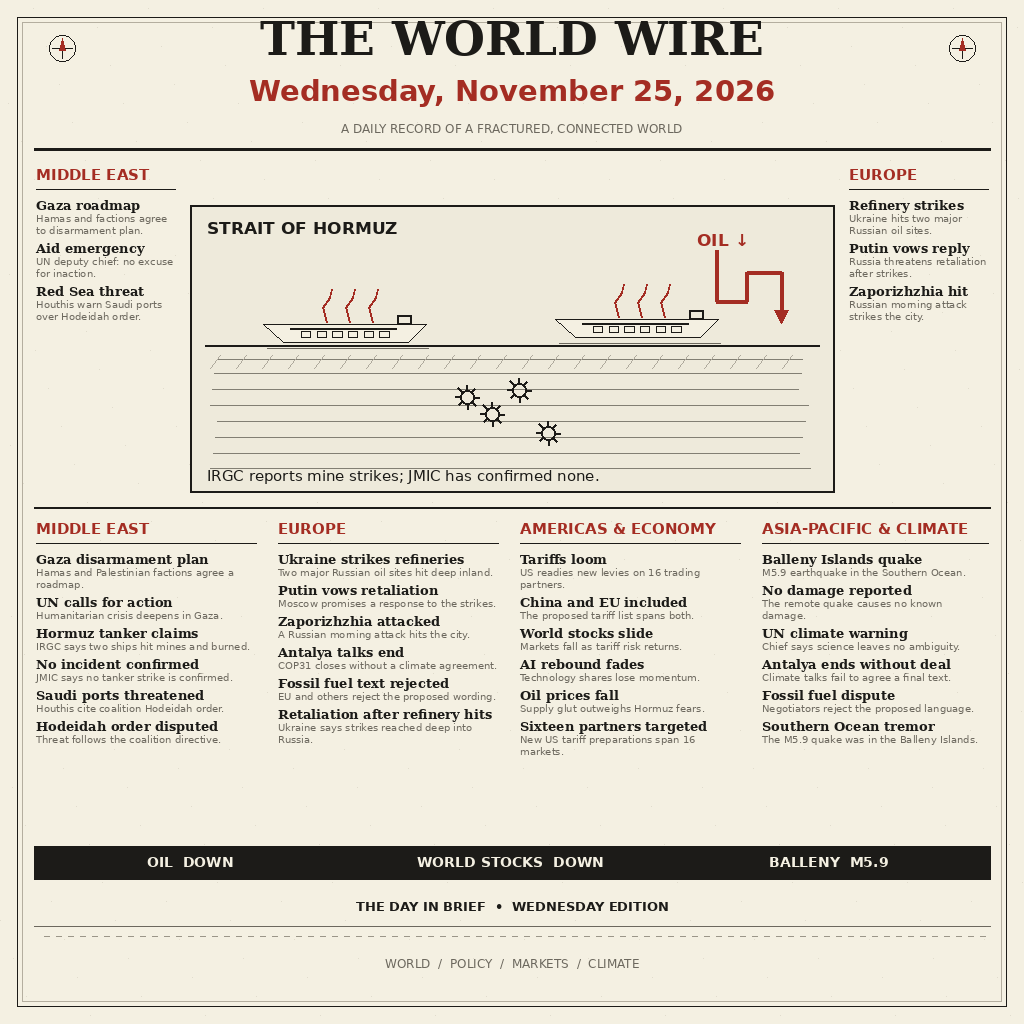 THE WORLD WIRE
Wednesday, November 25, 2026
A DAILY RECORD OF A FRACTURED, CONNECTED WORLD
MIDDLE EAST
Gaza roadmap
Hamas and factions agree
to disarmament plan.
Aid emergency
UN deputy chief: no excuse
for inaction.
Red Sea threat
Houthis warn Saudi ports
over Hodeidah order.
STRAIT OF HORMUZ
OIL ↓
IRGC reports mine strikes; JMIC has confirmed none.
EUROPE
Refinery strikes
Ukraine hits two major
Russian oil sites.
Putin vows reply
Russia threatens retaliation
after strikes.
Zaporizhzhia hit
Russian morning attack
strikes the city.
MIDDLE EAST
Gaza disarmament plan
Hamas and Palestinian factions agree a
roadmap.
UN calls for action
Humanitarian crisis deepens in Gaza.
Hormuz tanker claims
IRGC says two ships hit mines and burned.
No incident confirmed
JMIC says no tanker strike is confirmed.
Saudi ports threatened
Houthis cite coalition Hodeidah order.
Hodeidah order disputed
Threat follows the coalition directive.
EUROPE
Ukraine strikes refineries
Two major Russian oil sites hit deep inland.
Putin vows retaliation
Moscow promises a response to the strikes.
Zaporizhzhia attacked
A Russian morning attack hits the city.
Antalya talks end
COP31 closes without a climate agreement.
Fossil fuel text rejected
EU and others reject the proposed wording.
Retaliation after refinery hits
Ukraine says strikes reached deep into
Russia.
AMERICAS & ECONOMY
Tariffs loom
US readies new levies on 16 trading
partners.
China and EU included
The proposed tariff list spans both.
World stocks slide
Markets fall as tariff risk returns.
AI rebound fades
Technology shares lose momentum.
Oil prices fall
Supply glut outweighs Hormuz fears.
Sixteen partners targeted
New US tariff preparations span 16
markets.
ASIA-PACIFIC & CLIMATE
Balleny Islands quake
M5.9 earthquake in the Southern Ocean.
No damage reported
The remote quake causes no known
damage.
UN climate warning
Chief says science leaves no ambiguity.
Antalya ends without deal
Climate talks fail to agree a final text.
Fossil fuel dispute
Negotiators reject the proposed language.
Southern Ocean tremor
The M5.9 quake was in the Balleny Islands.
OIL DOWN
WORLD STOCKS DOWN
BALLENY M5.9
THE DAY IN BRIEF • WEDNESDAY EDITION
WORLD / POLICY / MARKETS / CLIMATE